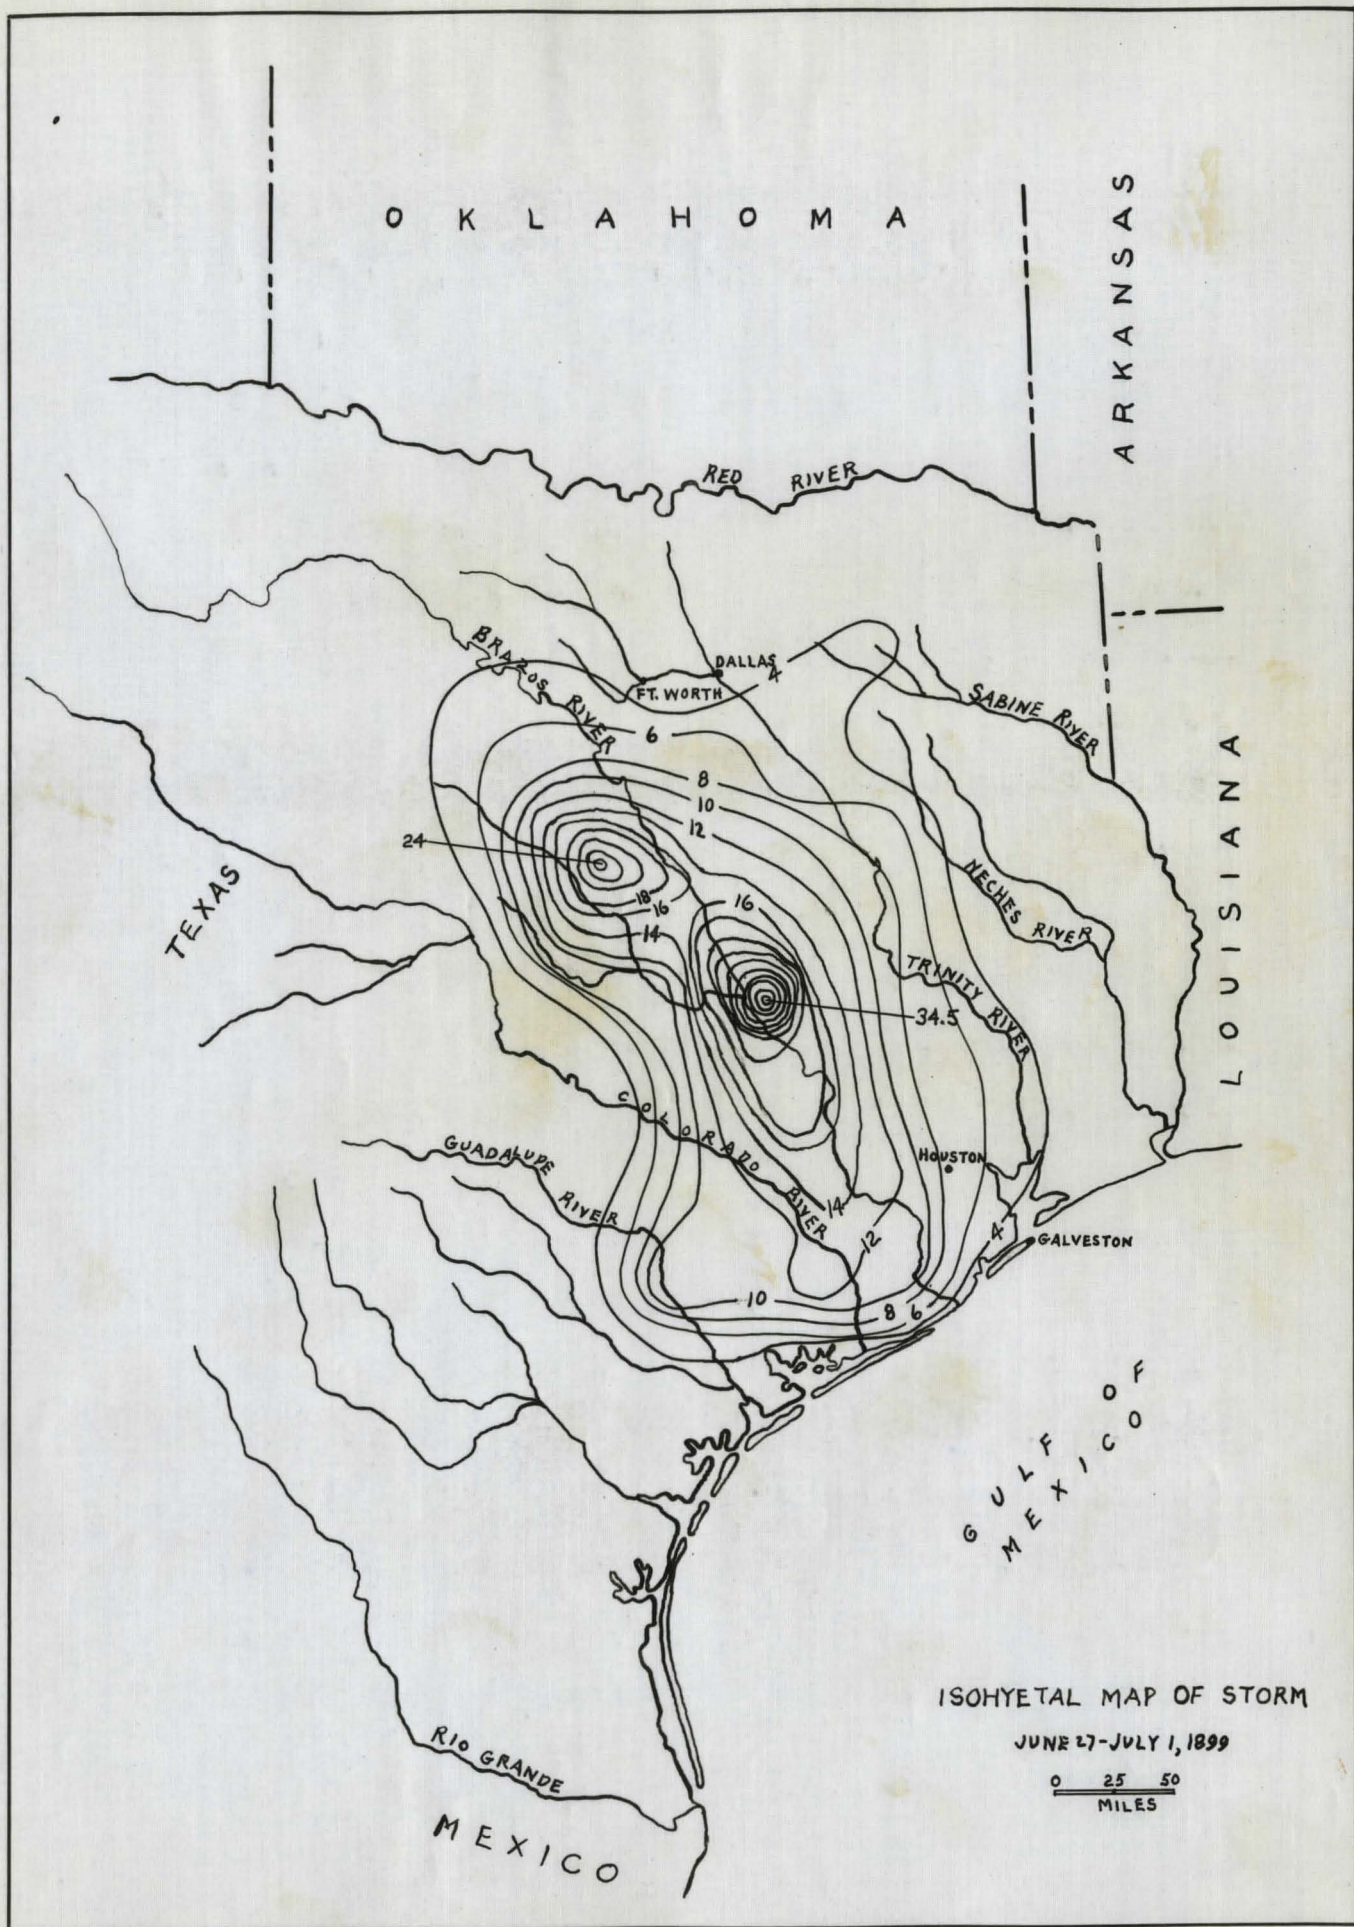 OKLAHOMA
ARKANSAS
RED RIVER
BRAZOS RIVER
DALLAS
4
FT. WORTH
SABINE RIVER
6
8
10
12
24
TEXAS
LOUISIANA
18
16
14
16
NECHES RIVER
TRINITY RIVER
34.5
COLORADO RIVER
GUADALUPE RIVER
HOUSTON
14
12
4
GALVESTON
10
8
6
GULF OF
MEXICO
ISOHYETAL MAP OF STORM
JUNE 27-JULY 1, 1899
0 25 50
MILES
RIO GRANDE
MEXICO